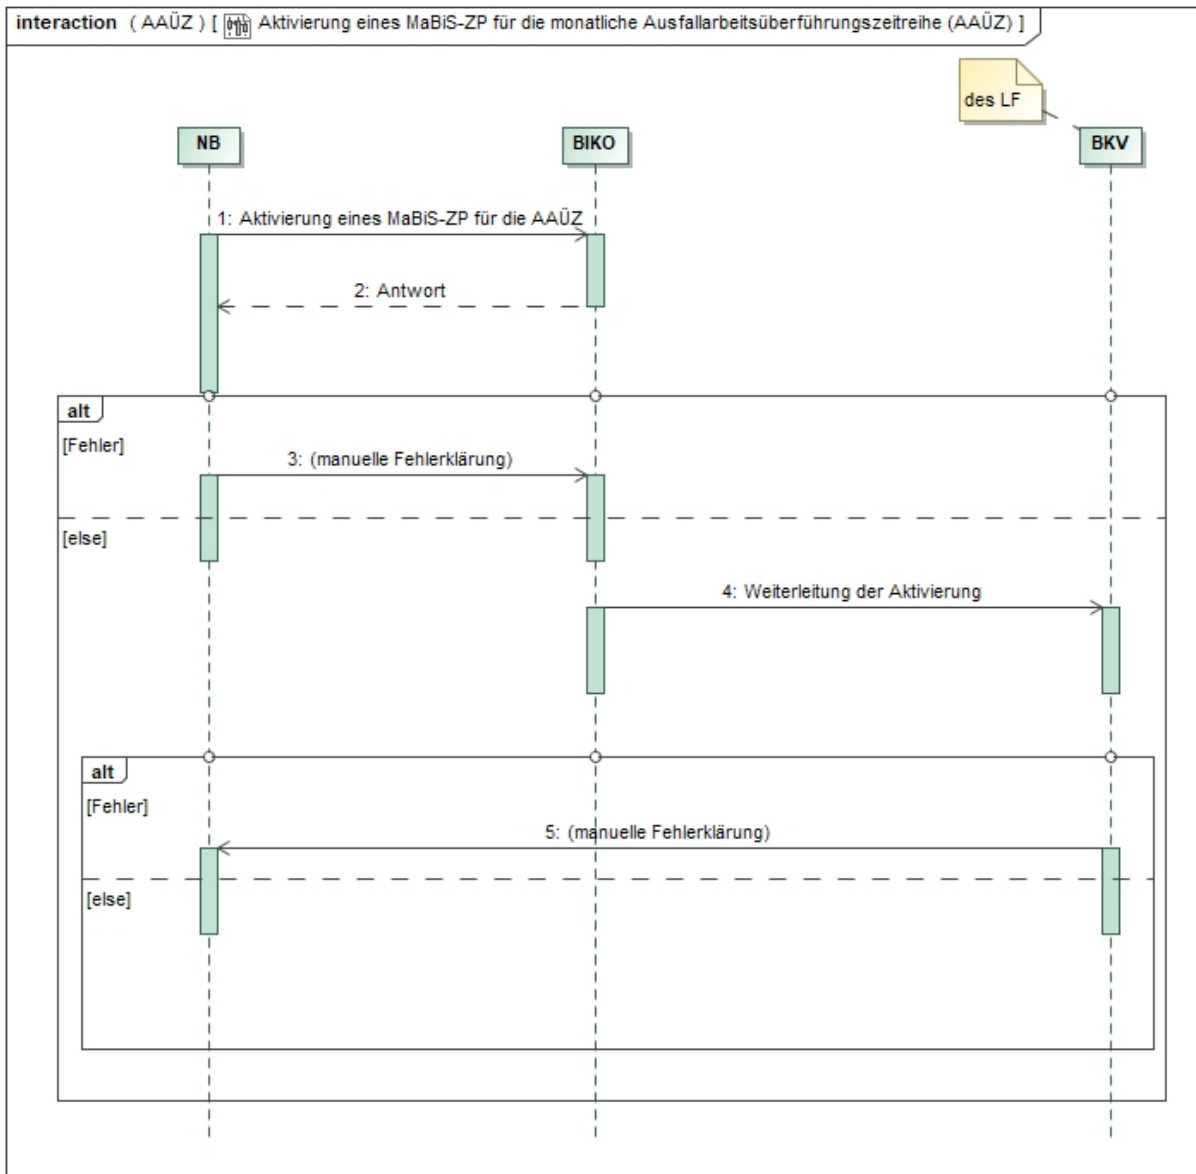 interaction ( AAÜZ ) [ Aktivierung eines MaBiS-ZP für die monatliche Ausfallarbeitsüberführungszeitreihe (AAÜZ) ]
des LF
NB
BIKO
BKV
1: Aktivierung eines MaBiS-ZP für die AAÜZ
2: Antwort
alt
[Fehler]
3: (manuelle Fehlerklärung)
[else]
4: Weiterleitung der Aktivierung
alt
[Fehler]
5: (manuelle Fehlerklärung)
[else]